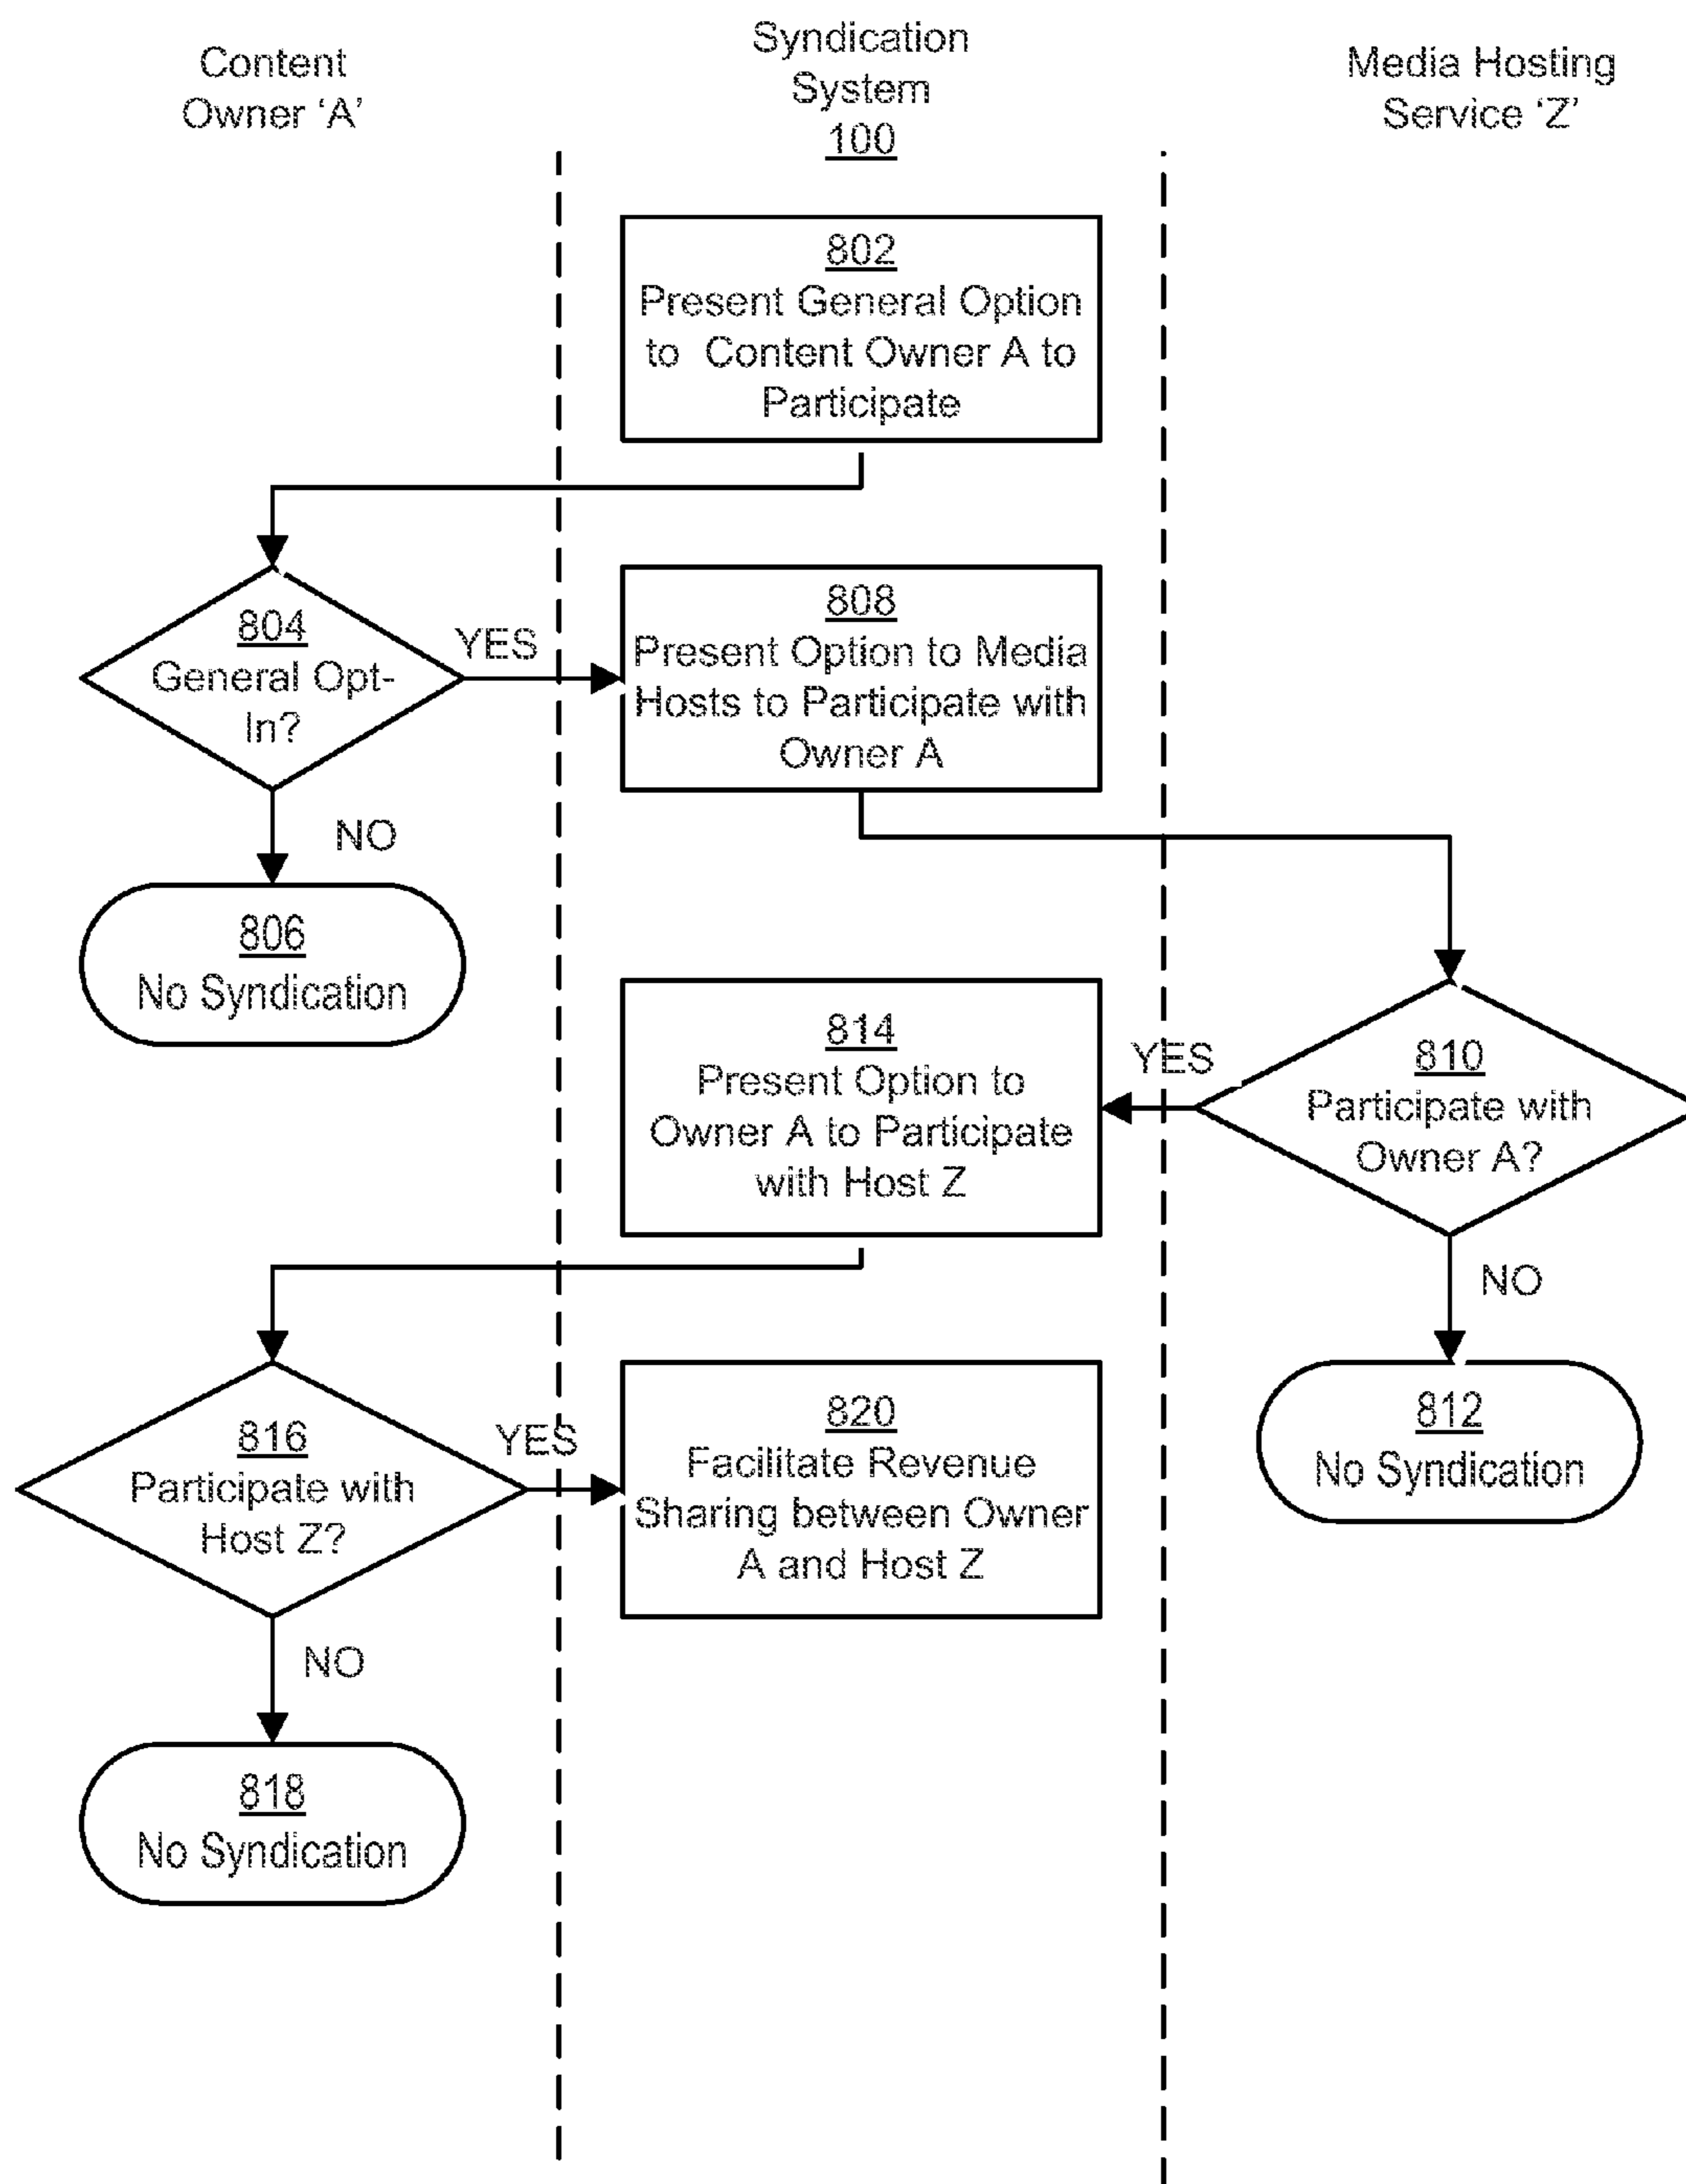 Content
Owner ‘A’
Syndication
System
100
Media Hosting
Service ‘Z’
802
Present General Option
to Content Owner A to
Participate
804
General Opt-
In?
YES
808
Present Option to Media
Hosts to Participate with
Owner A
NO
806
No Syndication
814
Present Option to
Owner A to Participate
with Host Z
YES
810
Participate with
Owner A?
NO
812
No Syndication
816
Participate with
Host Z?
YES
820
Facilitate Revenue
Sharing between Owner
A and Host Z
NO
818
No Syndication